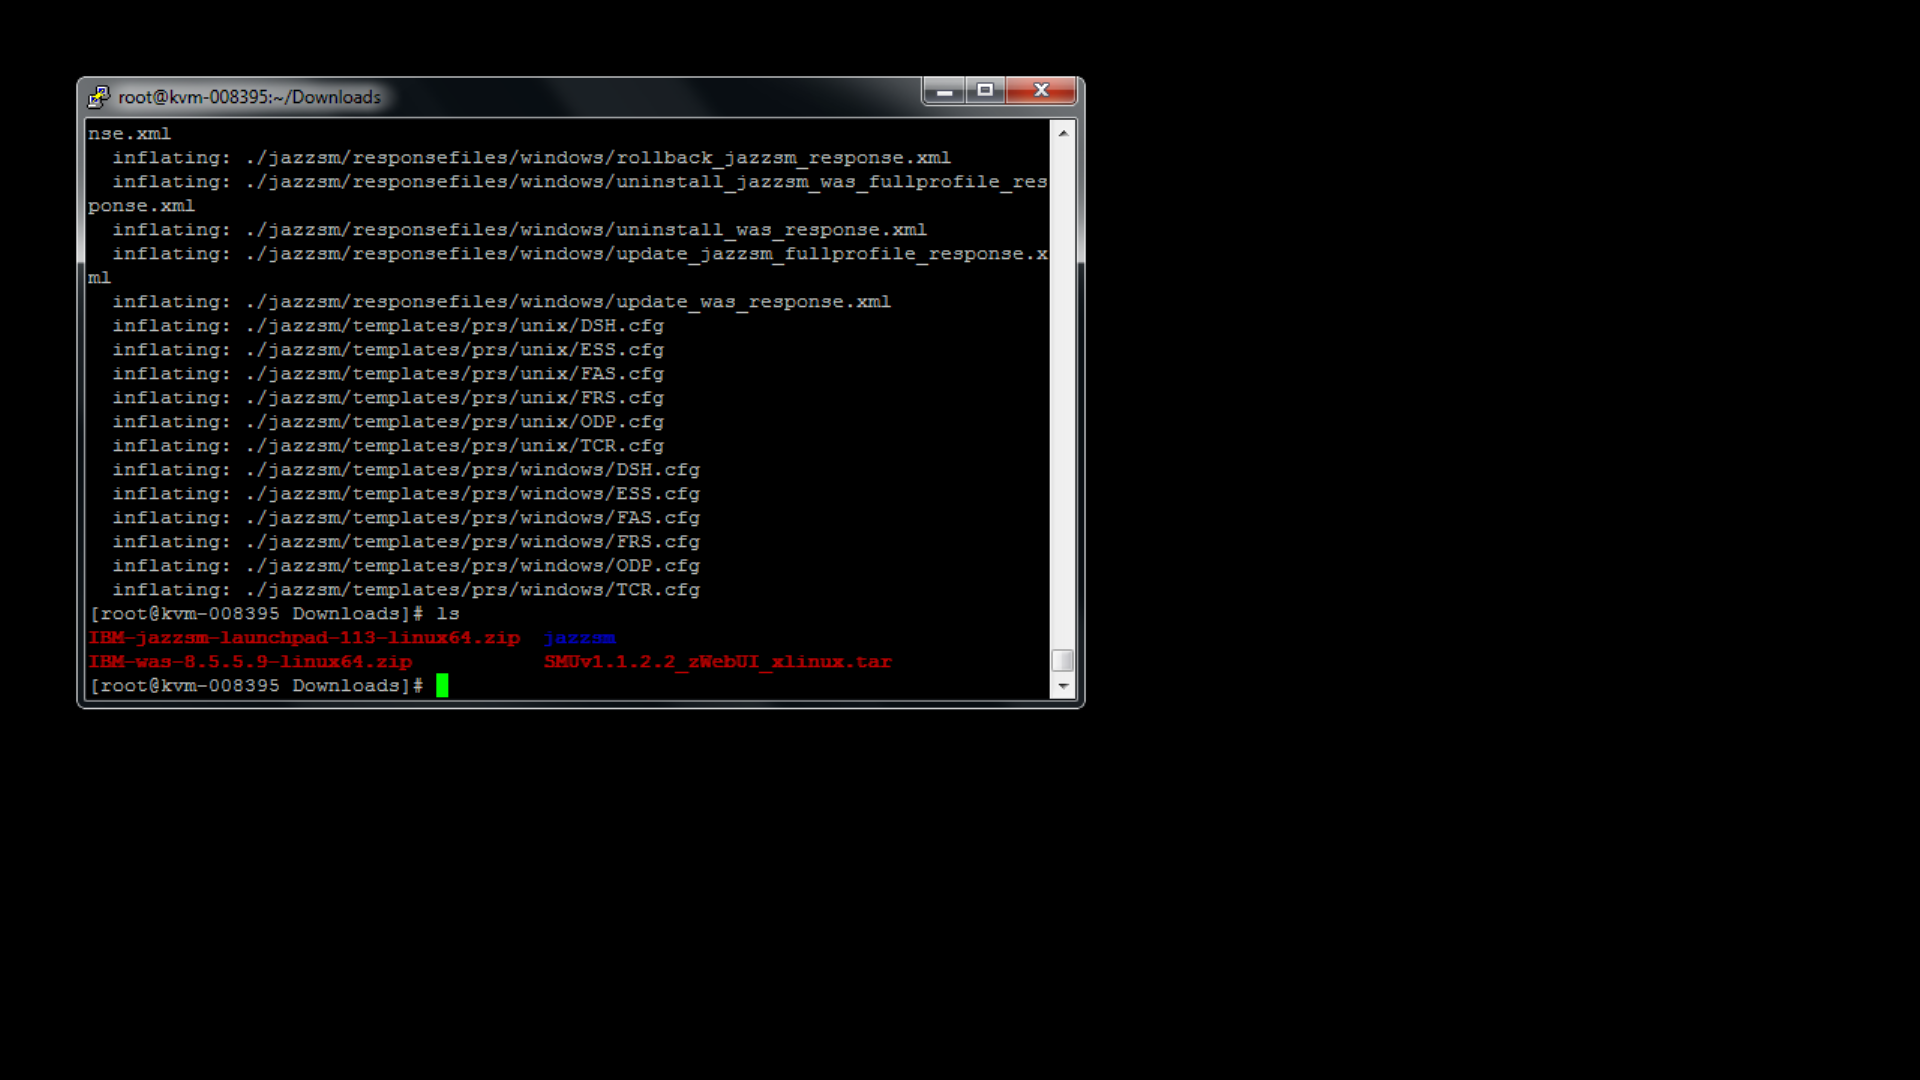 root@kvm-008395:~/Downloads
nse.xml
  inflating: ./jazzsm/responsefiles/windows/rollback_jazzsm_response.xml
  inflating: ./jazzsm/responsefiles/windows/uninstall_jazzsm_was_fullprofile_res
ponse.xml
  inflating: ./jazzsm/responsefiles/windows/uninstall_was_response.xml
  inflating: ./jazzsm/responsefiles/windows/update_jazzsm_fullprofile_response.x
ml
  inflating: ./jazzsm/responsefiles/windows/update_was_response.xml
  inflating: ./jazzsm/templates/prs/unix/DSH.cfg
  inflating: ./jazzsm/templates/prs/unix/ESS.cfg
  inflating: ./jazzsm/templates/prs/unix/FAS.cfg
  inflating: ./jazzsm/templates/prs/unix/FRS.cfg
  inflating: ./jazzsm/templates/prs/unix/ODP.cfg
  inflating: ./jazzsm/templates/prs/unix/TCR.cfg
  inflating: ./jazzsm/templates/prs/windows/DSH.cfg
  inflating: ./jazzsm/templates/prs/windows/ESS.cfg
  inflating: ./jazzsm/templates/prs/windows/FAS.cfg
  inflating: ./jazzsm/templates/prs/windows/FRS.cfg
  inflating: ./jazzsm/templates/prs/windows/ODP.cfg
  inflating: ./jazzsm/templates/prs/windows/TCR.cfg
[root@kvm-008395 Downloads]# ls
IBM-jazzsm-launchpad-113-linux64.zip  jazzsm
IBM-was-8.5.5.9-linux64.zip           SMUv1.1.2.2_zWebUI_xlinux.tar
[root@kvm-008395 Downloads]#